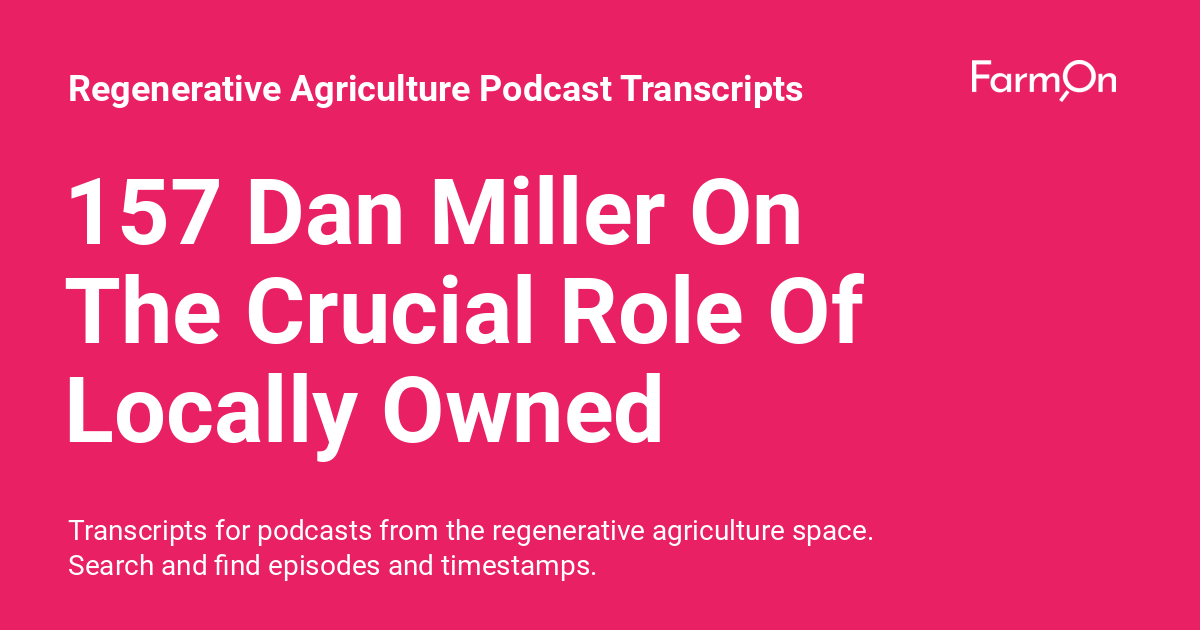 Regenerative Agriculture Podcast Transcripts
FarmOn
157 Dan Miller On
The Crucial Role Of
Locally Owned
Transcripts for podcasts from the regenerative agriculture space.
Search and find episodes and timestamps.